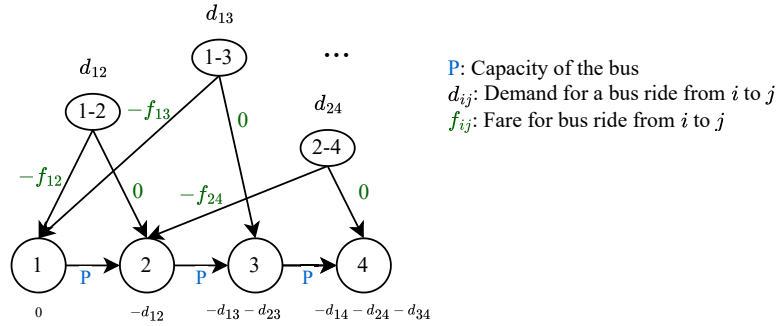 d₁₃
1-3
...
d₁₂
1-2
−f₁₃
0
d₂₄
2-4
−f₁₂
0
−f₂₄
0
1
P
2
P
3
P
4
0
−d₁₂
−d₁₃ − d₂₃
−d₁₄ − d₂₄ − d₃₄
P: Capacity of the bus
dᵢⱼ: Demand for a bus ride from i to j
fᵢⱼ: Fare for bus ride from i to j